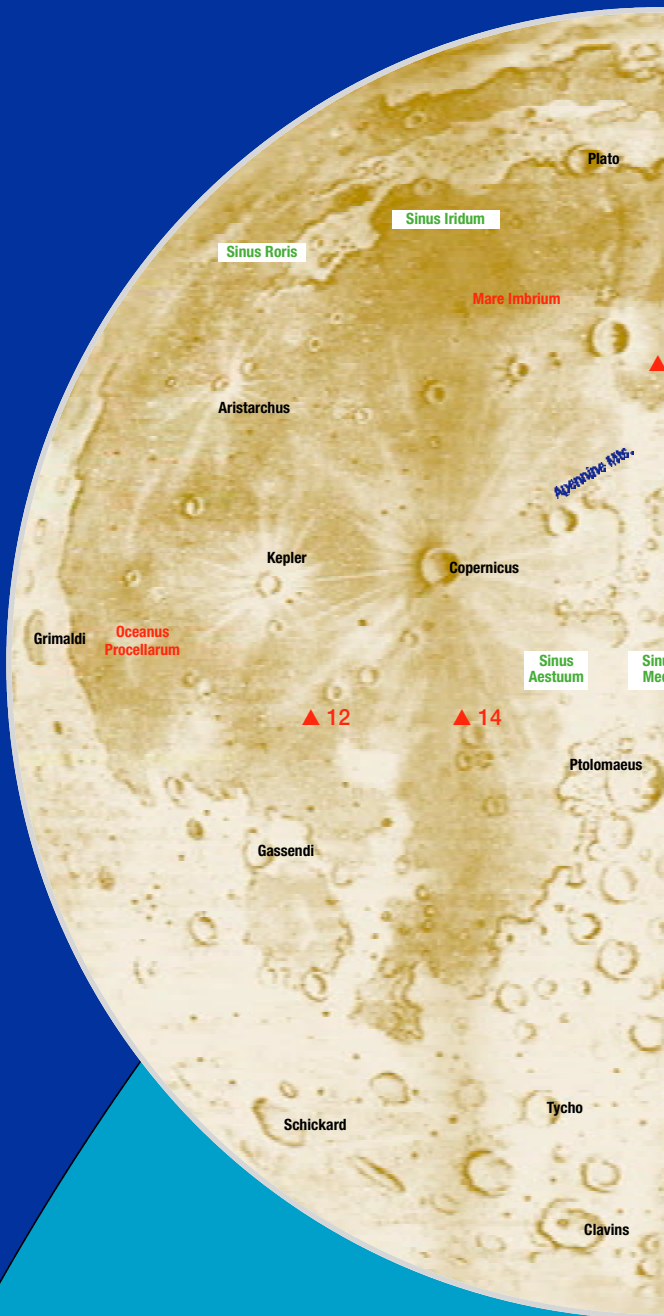 Plato
Sinus Iridum
Sinus Roris
Mare Imbrium
Aristarchus
Apennine Mts.
Kepler
Copernicus
Grimaldi
Oceanus
Procellarum
Sinus
Aestuum
12
14
Ptolomaeus
Gassendi
Tycho
Schickard
Clavins